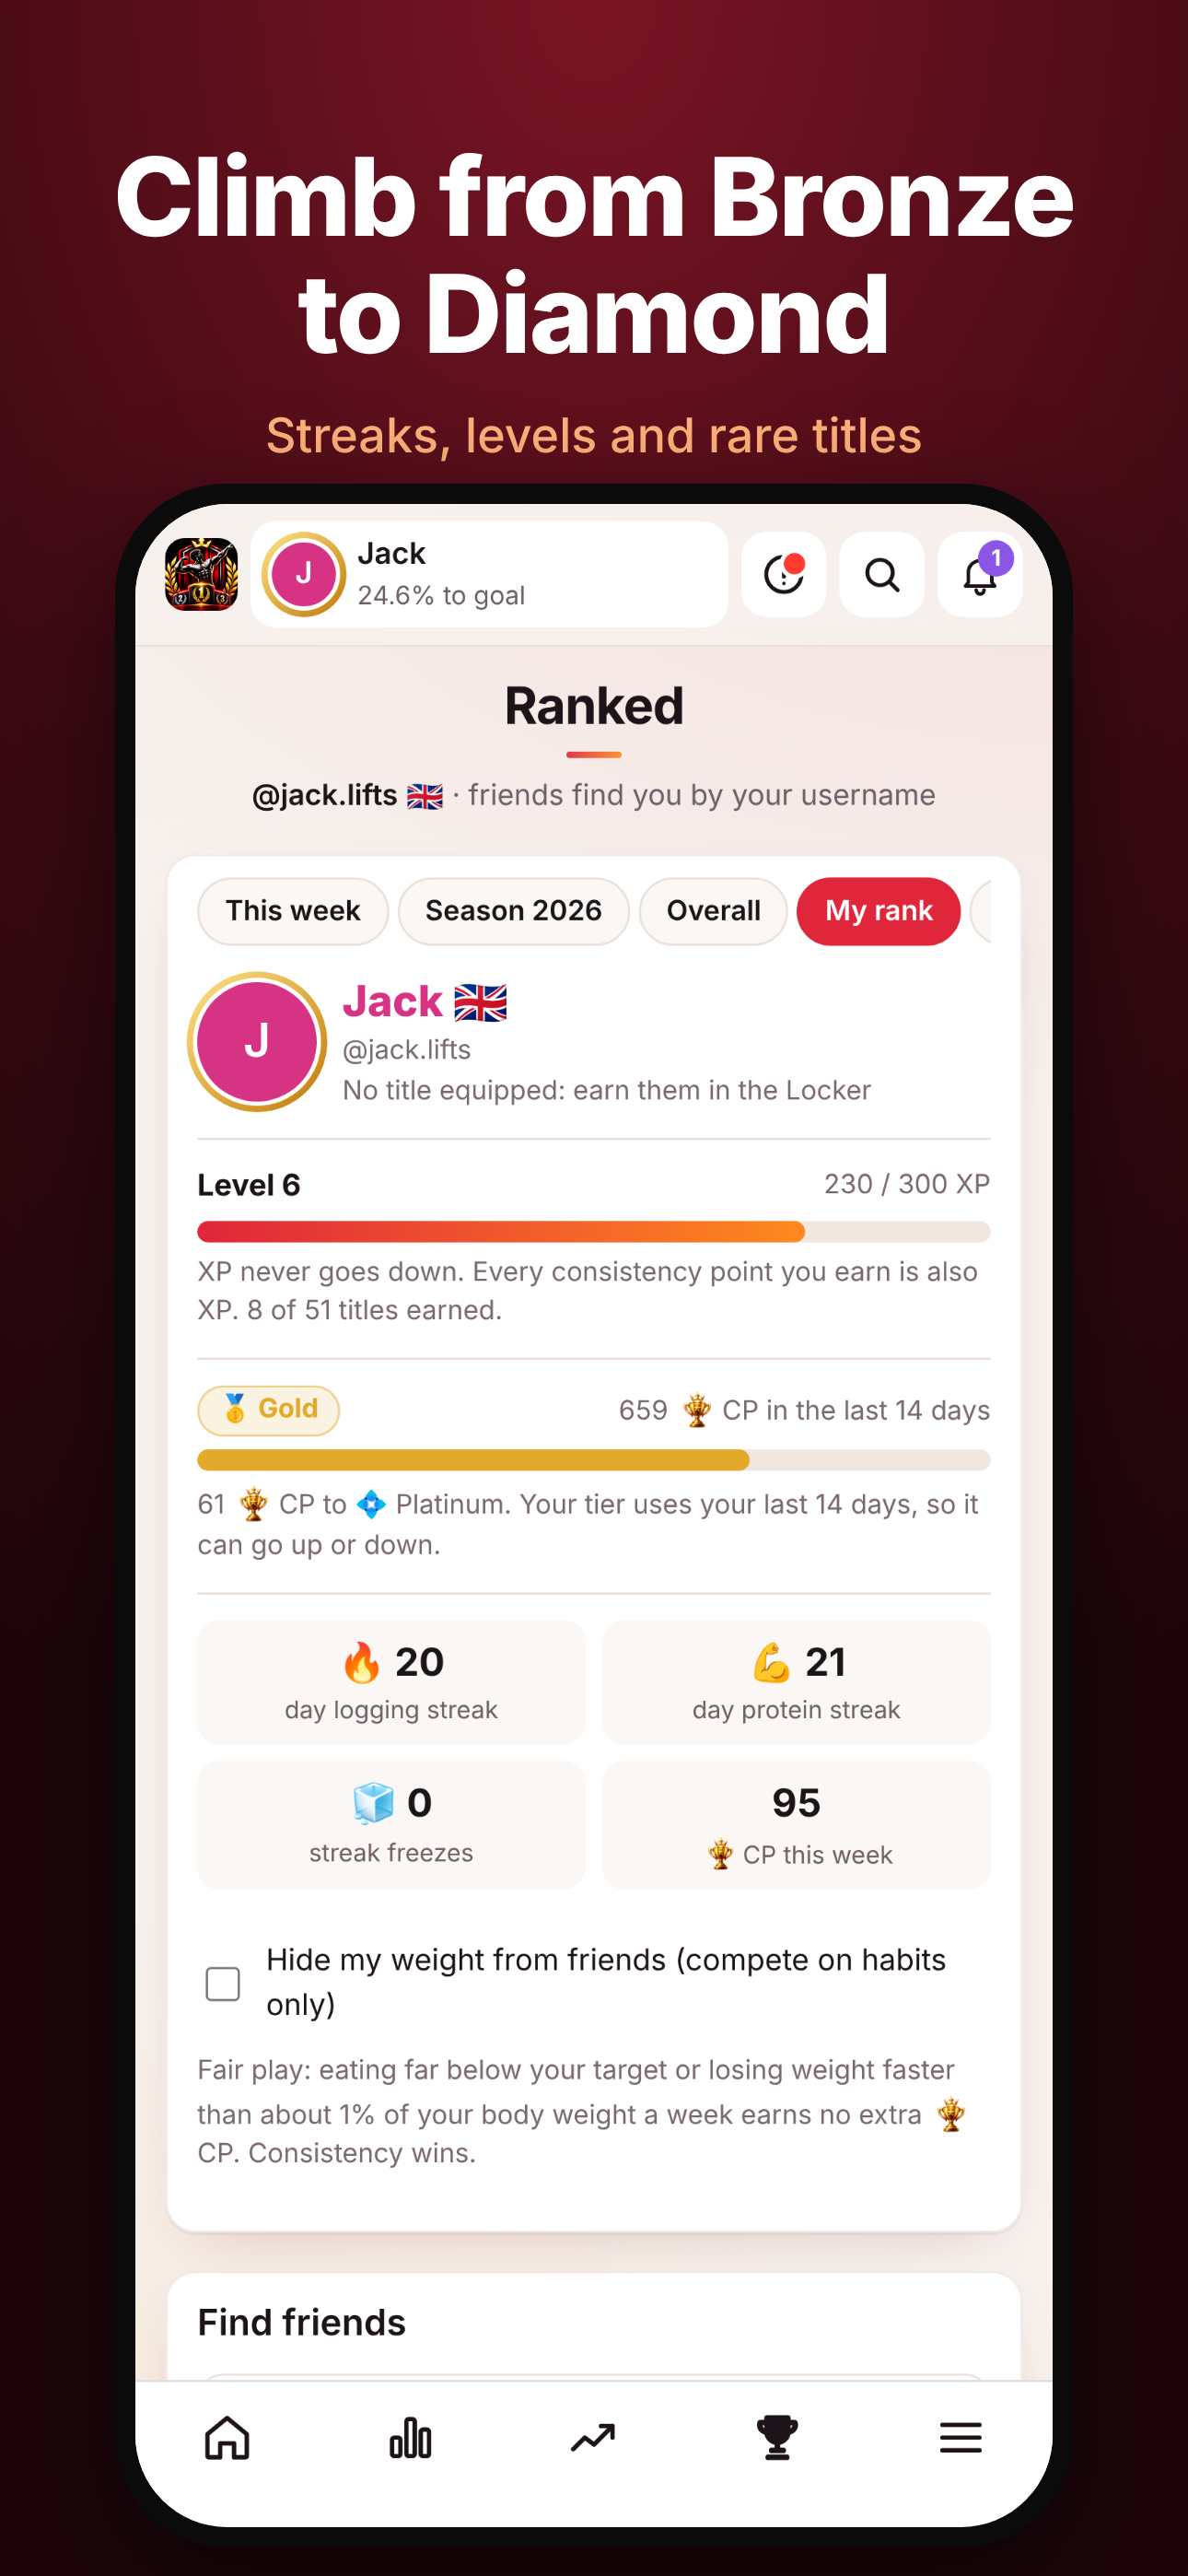 Climb from Bronze
to Diamond
Streaks, levels and rare titles
J
Jack
24.6% to goal
1
Ranked
@jack.lifts 🇬🇧 · friends find you by your username
This week
Season 2026
Overall
My rank
J
Jack 🇬🇧
@jack.lifts
No title equipped: earn them in the Locker
Level 6
230 / 300 XP
XP never goes down. Every consistency point you earn is also
XP. 8 of 51 titles earned.
🥇 Gold
659 🏆 CP in the last 14 days
61 🏆 CP to 💠 Platinum. Your tier uses your last 14 days, so it
can go up or down.
🔥 20
day logging streak
💪 21
day protein streak
🧊 0
streak freezes
95
🏆 CP this week
Hide my weight from friends (compete on habits
only)
Fair play: eating far below your target or losing weight faster
than about 1% of your body weight a week earns no extra 🏆
CP. Consistency wins.
Find friends